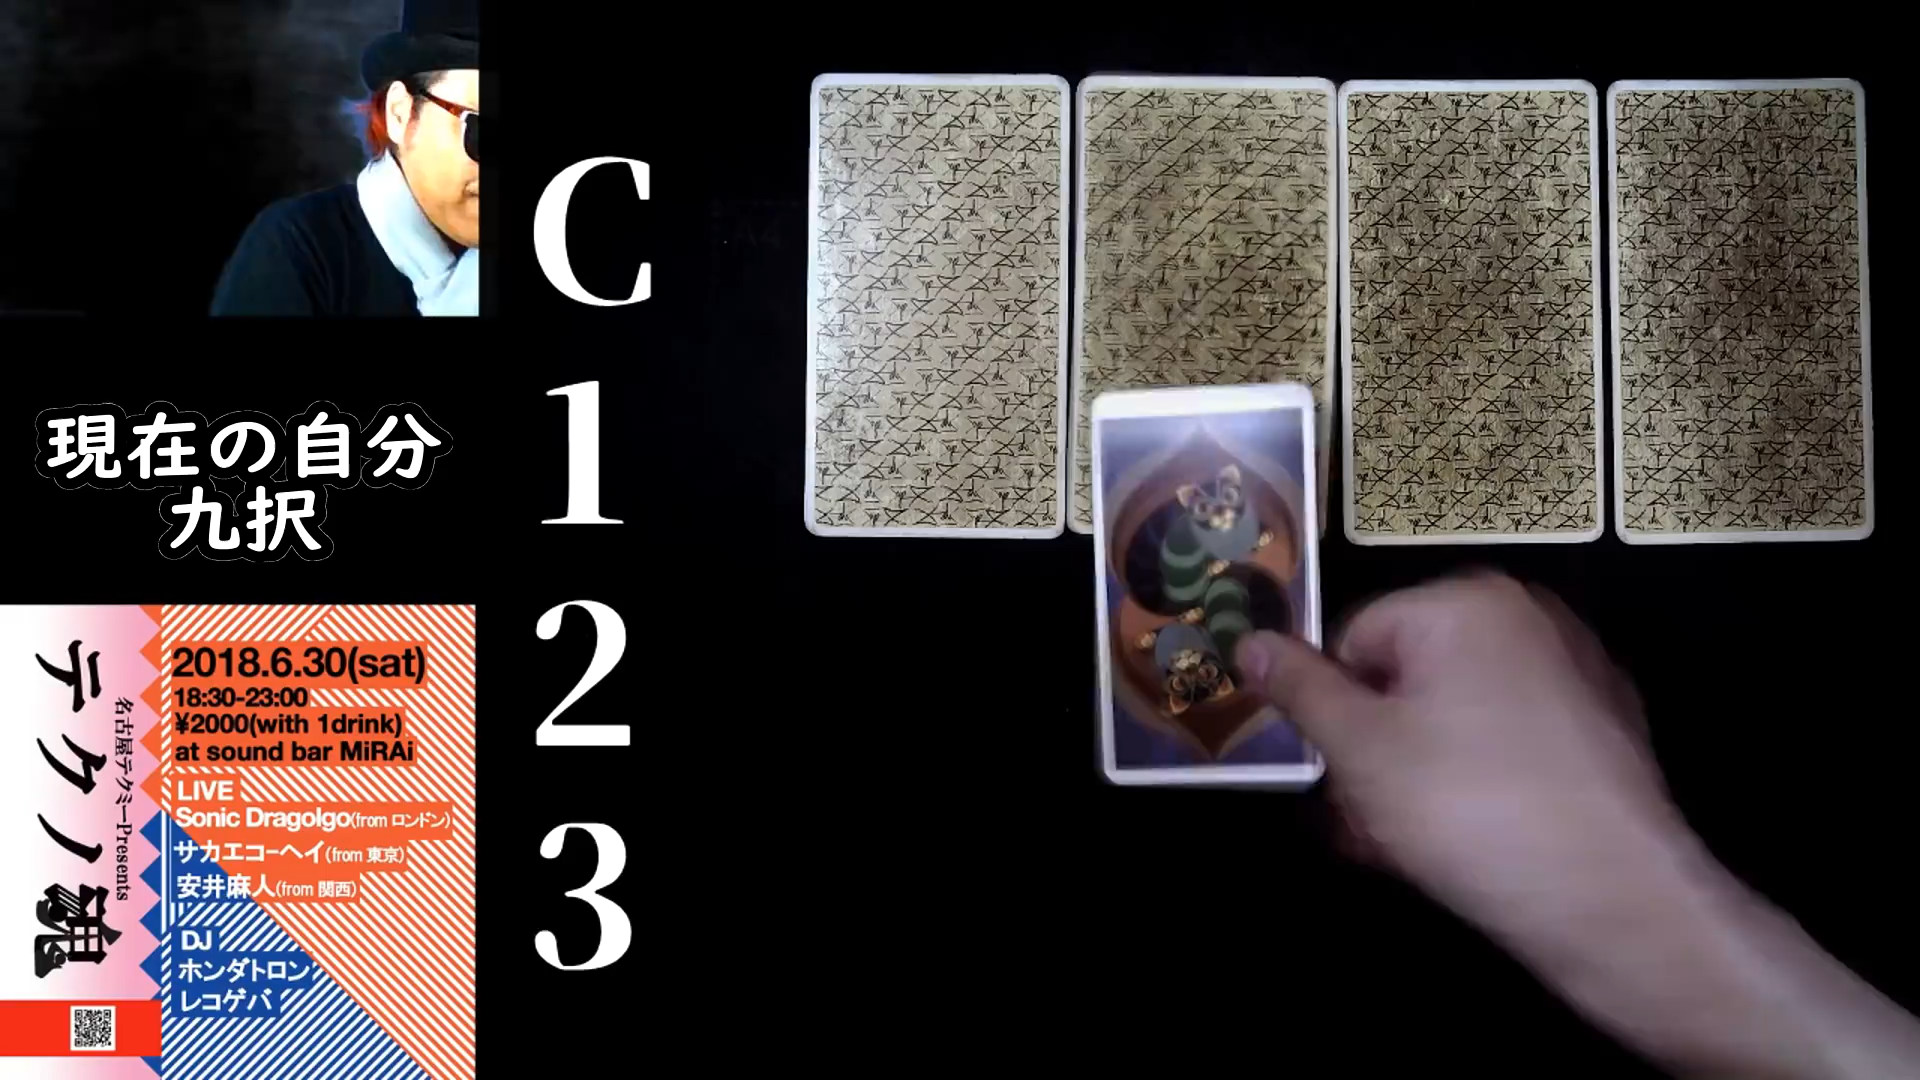 C
1
2
3
現在の自分
九択
テクノ魂
名古屋テクミーPresents
2018.6.30(sat)
18:30-23:00
¥2000(with 1drink)
at sound bar MiRAi
LIVE
Sonic Dragolgo(from ロンドン)
サカエコーヘイ(from 東京)
安井麻人(from 関西)
DJ
ホンダトロン
レコゲバ